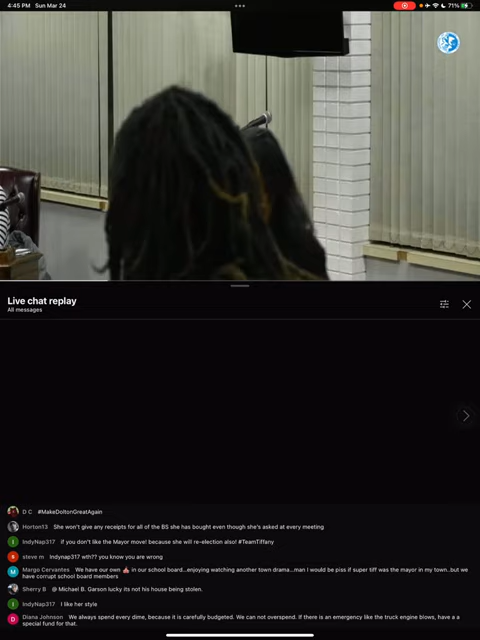 4:45 PM Sun Mar 24
71%
Live chat replay
All messages
D C #MakeDoltonGreatAgain
Horton13 She won't give any receipts for all of the BS she has bought even though she's asked at every meeting
IndyNap317 if you don't like the Mayor move! because she will re-election also! #TeamTiffany
steve m Indynap317 wth?? you know you are wrong
Margo Cervantes We have our own 💩 in our school board...enjoying watching another town drama...man I would be piss if super tiff was the mayor in my town..but we
have corrupt school board members
Sherry B @ Michael B. Garson lucky its not his house being stolen.
IndyNap317 I like her style
Diana Johnson We always spend every dime, because it is carefully budgeted. We can not overspend. If there is an emergency like the truck engine blows, have a a
special fund for that.